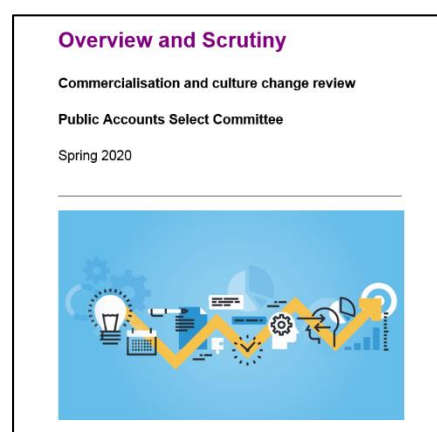 Overview and Scrutiny
Commercialisation and culture change review
Public Accounts Select Committee
Spring 2020